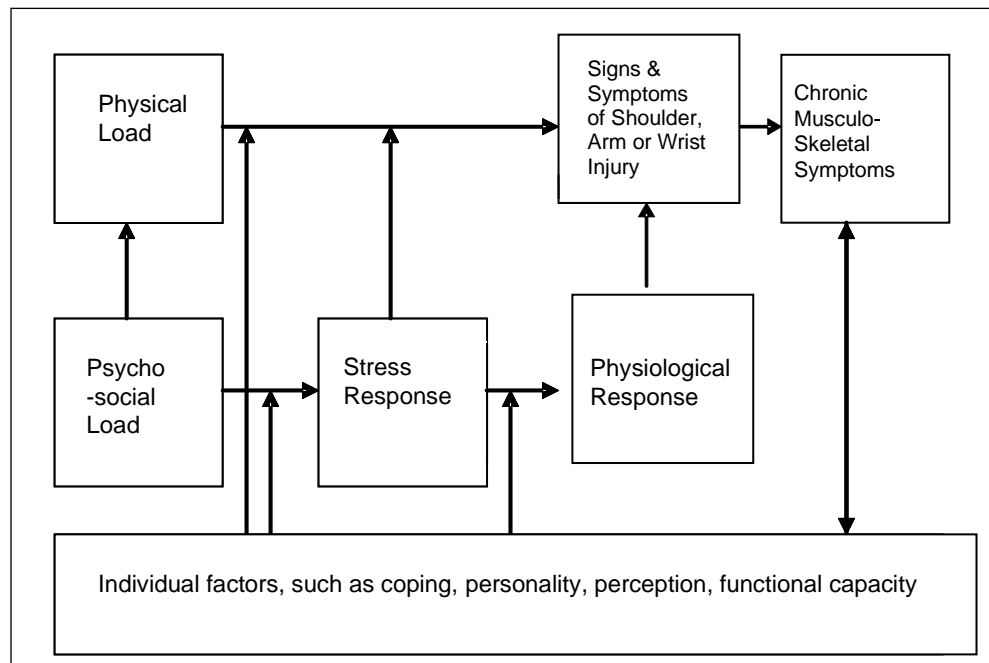 Physical
Load
Signs &
Symptoms
of Shoulder,
Arm or Wrist
Injury
Chronic
Musculo-
Skeletal
Symptoms
Psycho
-social
Load
Stress
Response
Physiological
Response
Individual factors, such as coping, personality, perception, functional capacity